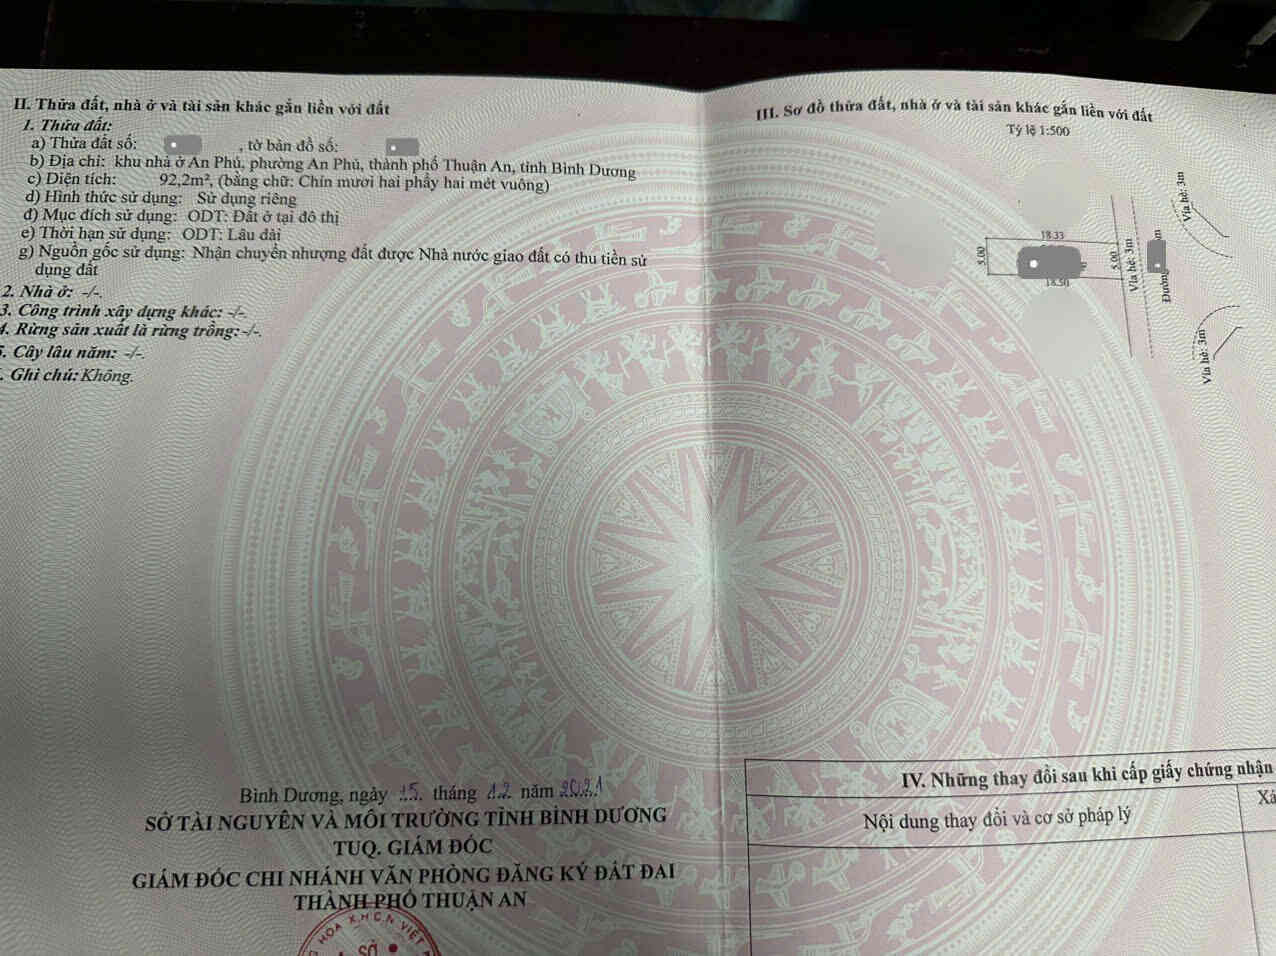 II. Thửa đất, nhà ở và tài sản khác gắn liền với đất
1. Thửa đất:
a) Thửa đất số: , tờ bản đồ số:
b) Địa chỉ: khu nhà ở An Phú, phường An Phú, thành phố Thuận An, tỉnh Bình Dương
c) Diện tích: 92,2m², (bằng chữ: Chín mươi hai phẩy hai mét vuông)
d) Hình thức sử dụng: Sử dụng riêng
đ) Mục đích sử dụng: ODT: Đất ở tại đô thị
e) Thời hạn sử dụng: ODT: Lâu dài
g) Nguồn gốc sử dụng: Nhận chuyển nhượng đất được Nhà nước giao đất có thu tiền sử
dụng đất
2. Nhà ở: -/-.
3. Công trình xây dựng khác: -/-.
4. Rừng sản xuất là rừng trồng: -/-.
5. Cây lâu năm: -/-.
. Ghi chú: Không.
Bình Dương, ngày 15 tháng 12 năm 2021
SỞ TÀI NGUYÊN VÀ MÔI TRƯỜNG TỈNH BÌNH DƯƠNG
TUQ. GIÁM ĐỐC
GIÁM ĐỐC CHI NHÁNH VĂN PHÒNG ĐĂNG KÝ ĐẤT ĐAI
THÀNH PHỐ THUẬN AN
HÒA X.H.C.N VIỆT
SỞ
III. Sơ đồ thửa đất, nhà ở và tài sản khác gắn liền với đất
Tỷ lệ 1:500
18.33
5.00
5.00
18.50
Vỉa hè: 3m
Đường m
Vỉa hè: 3m
Vỉa hè: 3m
IV. Những thay đổi sau khi cấp giấy chứng nhận
Nội dung thay đổi và cơ sở pháp lý
Xá